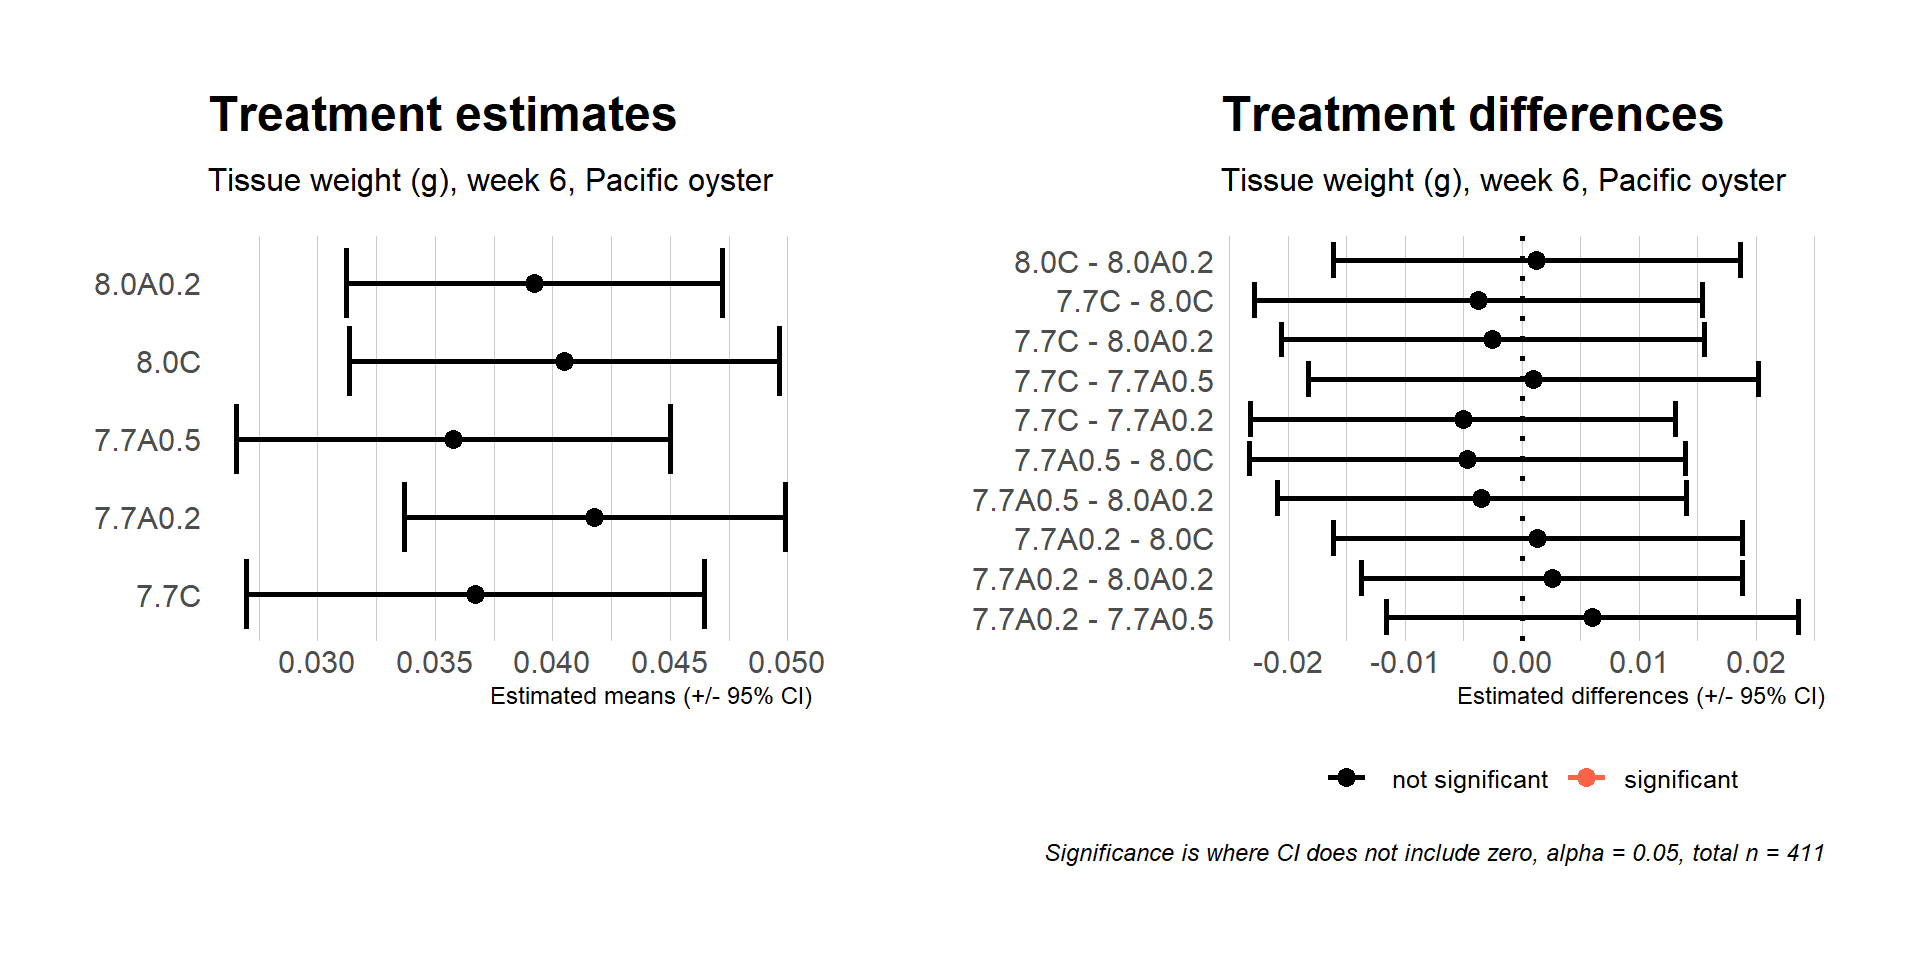 Treatment estimates
Tissue weight (g), week 6, Pacific oyster
8.0A0.2
8.0C
7.7A0.5
7.7A0.2
7.7C
0.030 0.035 0.040 0.045 0.050
Estimated means (+/- 95% CI)
Treatment differences
Tissue weight (g), week 6, Pacific oyster
8.0C - 8.0A0.2
7.7C - 8.0C
7.7C - 8.0A0.2
7.7C - 7.7A0.5
7.7C - 7.7A0.2
7.7A0.5 - 8.0C
7.7A0.5 - 8.0A0.2
7.7A0.2 - 8.0C
7.7A0.2 - 8.0A0.2
7.7A0.2 - 7.7A0.5
-0.02 -0.01 0.00 0.01 0.02
Estimated differences (+/- 95% CI)
not significant significant
Significance is where CI does not include zero, alpha = 0.05, total n = 411